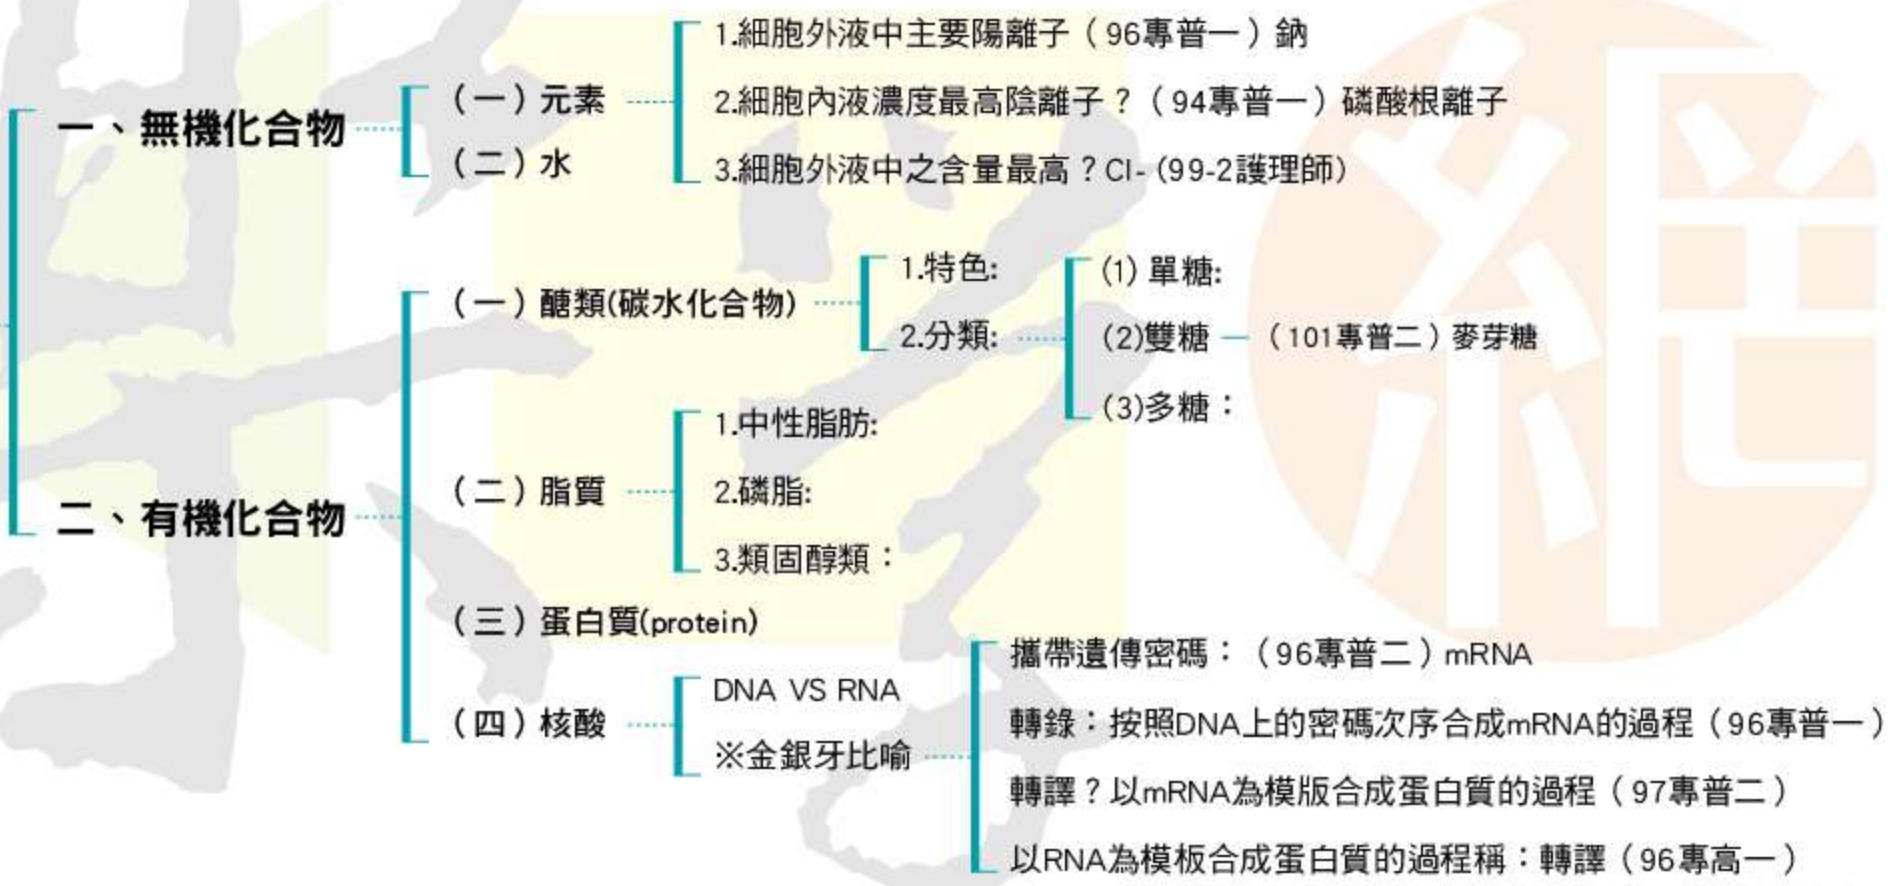 一、無機化合物
（一）元素
1.細胞外液中主要陽離子（96專普一）鈉
2.細胞內液濃度最高陰離子？（94專普一）磷酸根離子
3.細胞外液中之含量最高？Cl- (99-2護理師)
（二）水
二、有機化合物
（一）醣類(碳水化合物)
1.特色:
2.分類:
(1) 單糖:
(2)雙糖 — （101專普二）麥芽糖
(3)多糖：
（二）脂質
1.中性脂肪:
2.磷脂:
3.類固醇類：
（三）蛋白質(protein)
（四）核酸
DNA VS RNA
※金銀牙比喻
攜帶遺傳密碼：（96專普二）mRNA
轉錄：按照DNA上的密碼次序合成mRNA的過程（96專普一）
轉譯？以mRNA為模版合成蛋白質的過程（97專普二）
以RNA為模板合成蛋白質的過程稱：轉譯（96專高一）
網